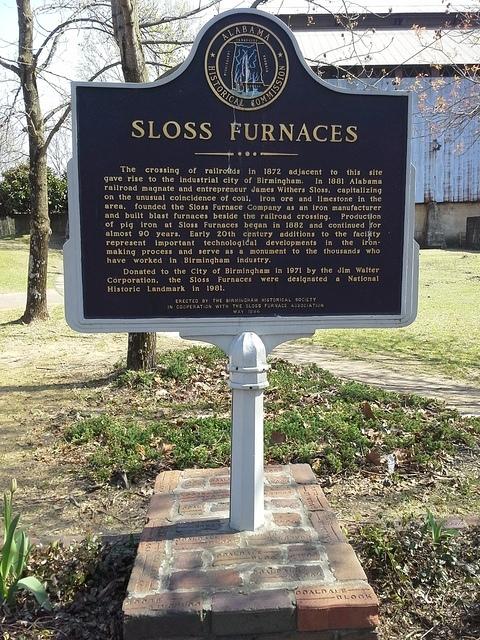 ALABAMA
HISTORICAL COMMISSION
SLOSS FURNACES
The crossing of railroads in 1872 adjacent to this site
gave rise to the industrial city of Birmingham. In 1881 Alabama
railroad magnate and entrepreneur James Withers Sloss, capitalizing
on the unusual coincidence of coal, iron ore and limestone in the
area, founded the Sloss Furnace Company as an iron manufacturer
and built blast furnaces beside the railroad crossing. Production
of pig iron at Sloss Furnaces began in 1882 and continued for
almost 90 years. Early 20th century additions to the facility
represent important technological developments in the iron-
making process and serve as a monument to the thousands who
have worked in Birmingham industry.
Donated to the City of Birmingham in 1971 by the Jim Walter
Corporation, the Sloss Furnaces were designated a National
Historic Landmark in 1981.
ERECTED BY THE BIRMINGHAM HISTORICAL SOCIETY
IN COOPERATION WITH THE SLOSS FURNACE ASSOCIATION
MAY
COALDALE
BLOCK